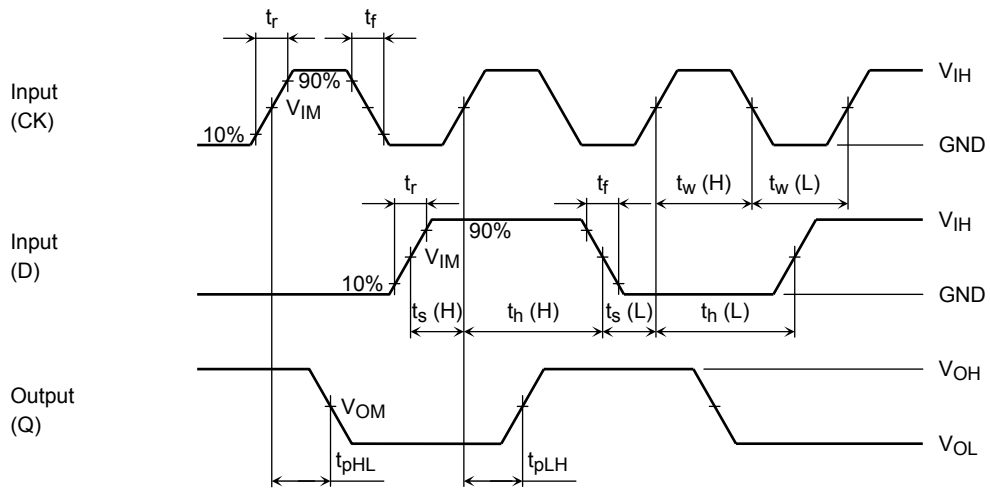 tr
tf
Input
(CK)
10%
90%
VIM
VIH
GND
tw (H)
tw (L)
tr
tf
Input
(D)
10%
90%
VIM
VIH
GND
ts (H)
th (H)
ts (L)
th (L)
Output
(Q)
VOM
VOH
VOL
tpHL
tpLH